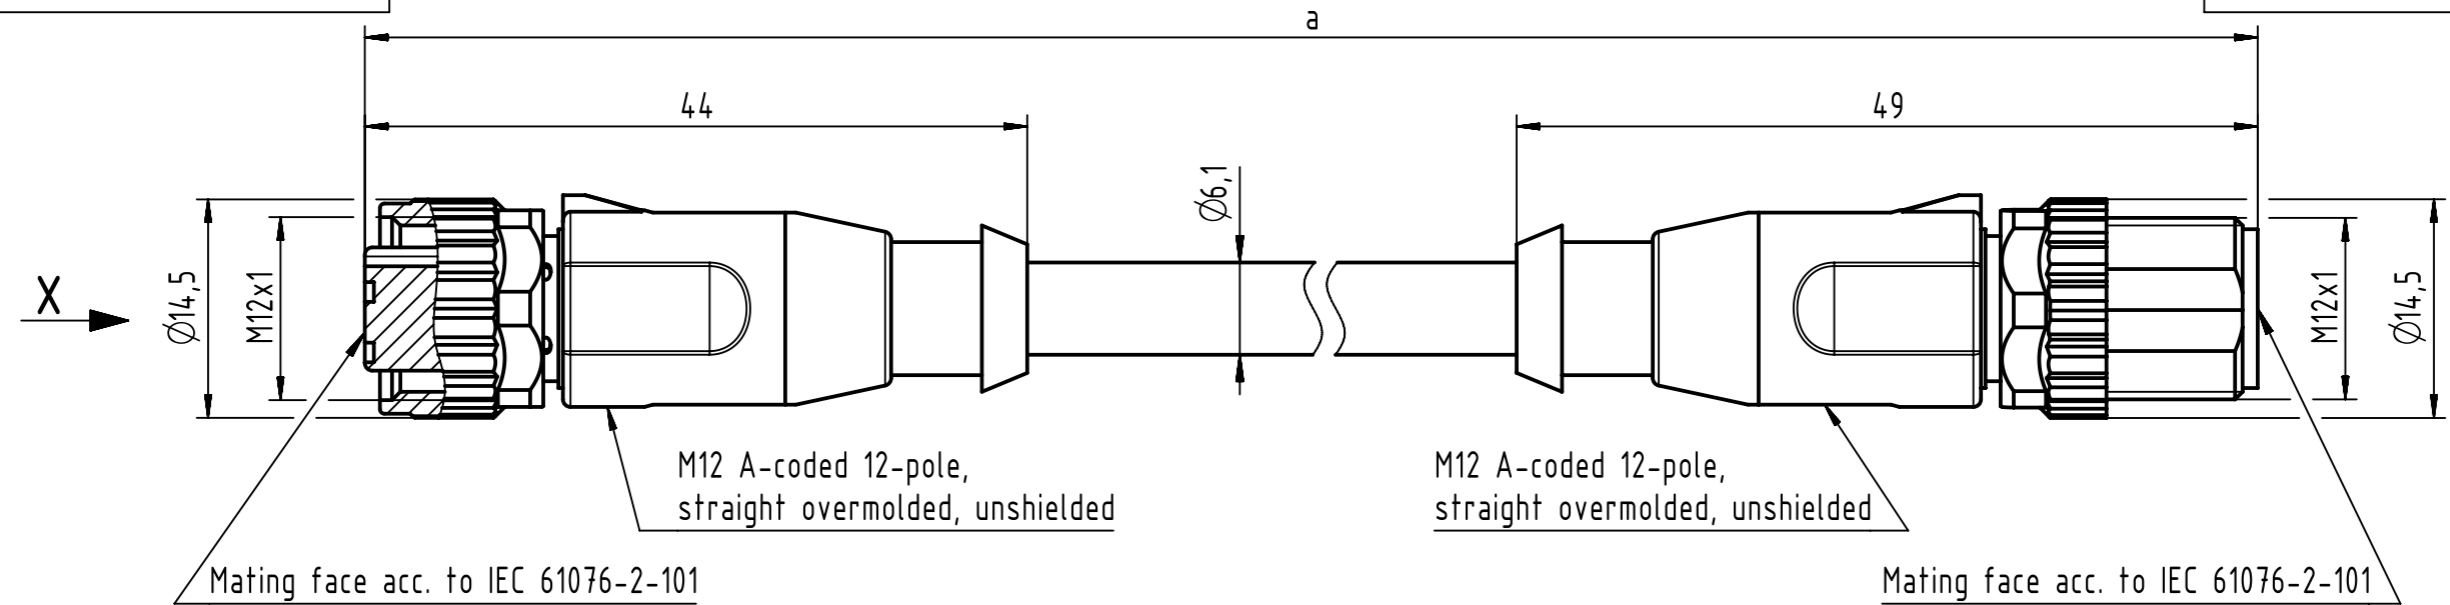 a
44
49
Ø6,1
X
Ø14,5
M12x1
M12x1
Ø14,5
M12 A-coded 12-pole,
straight overmolded, unshielded
M12 A-coded 12-pole,
straight overmolded, unshielded
Mating face acc. to IEC 61076-2-101
Mating face acc. to IEC 61076-2-101